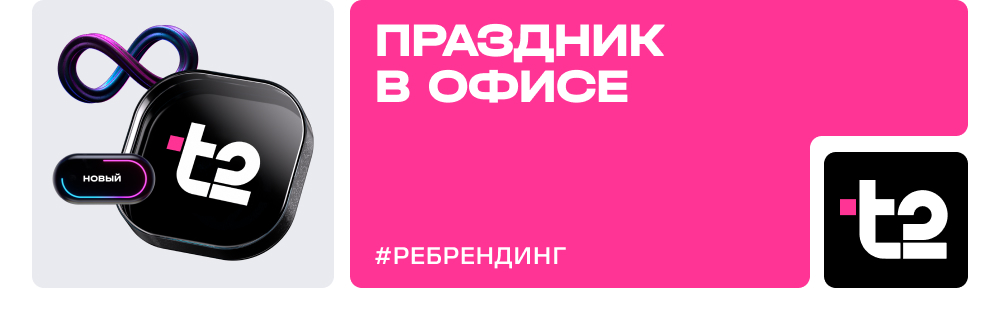 t2
НОВЫЙ
ПРАЗДНИК
В ОФИСЕ
#РЕБРЕНДИНГ
t2